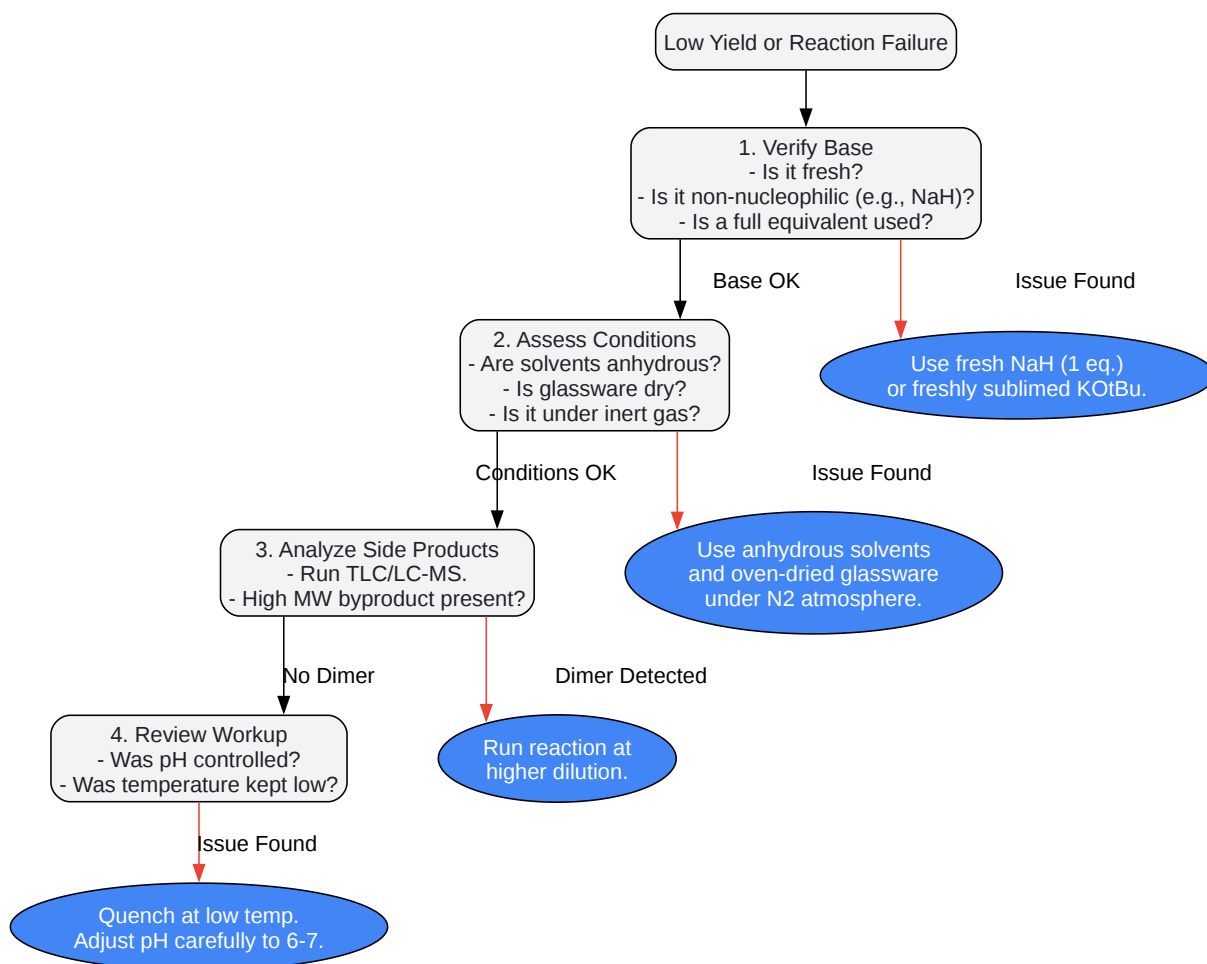 Low Yield or Reaction Failure
1. Verify Base
- Is it fresh?
- Is it non-nucleophilic (e.g., NaH)?
- Is a full equivalent used?
Base OK
Issue Found
2. Assess Conditions
- Are solvents anhydrous?
- Is glassware dry?
- Is it under inert gas?
Use fresh NaH (1 eq.)
or freshly sublimed KOtBu.
Conditions OK
Issue Found
3. Analyze Side Products
- Run TLC/LC-MS.
- High MW byproduct present?
Use anhydrous solvents
and oven-dried glassware
under N2 atmosphere.
No Dimer
Dimer Detected
4. Review Workup
- Was pH controlled?
- Was temperature kept low?
Run reaction at
higher dilution.
Issue Found
Quench at low temp.
Adjust pH carefully to 6-7.